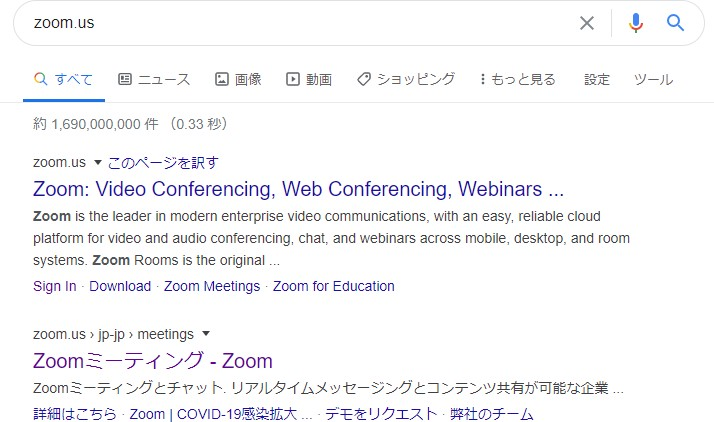 zoom.us
すべて ニュース 画像 動画 ショッピング もっと見る 設定 ツール
約 1,690,000,000 件 （0.33 秒）
zoom.us このページを訳す
Zoom: Video Conferencing, Web Conferencing, Webinars ...
Zoom is the leader in modern enterprise video communications, with an easy, reliable cloud
platform for video and audio conferencing, chat, and webinars across mobile, desktop, and room
systems. Zoom Rooms is the original ...
Sign In · Download · Zoom Meetings · Zoom for Education
zoom.us › jp-jp › meetings
Zoomミーティング - Zoom
Zoomミーティングとチャット. リアルタイムメッセージングとコンテンツ共有が可能な企業 ...
詳細はこちら · Zoom | COVID-19感染拡大 ... · デモをリクエスト · 弊社のチーム